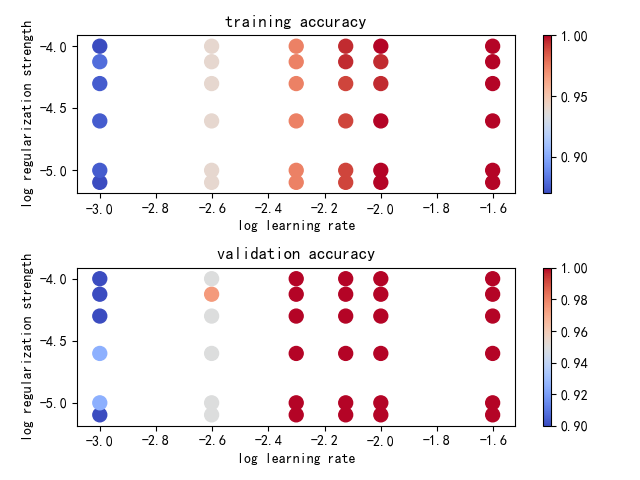 training accuracy
log regularization strength
-4.0
-4.5
-5.0
-3.0 -2.8 -2.6 -2.4 -2.2 -2.0 -1.8 -1.6
log learning rate
1.00
0.95
0.90
validation accuracy
log regularization strength
-4.0
-4.5
-5.0
-3.0 -2.8 -2.6 -2.4 -2.2 -2.0 -1.8 -1.6
log learning rate
1.00
0.98
0.96
0.94
0.92
0.90